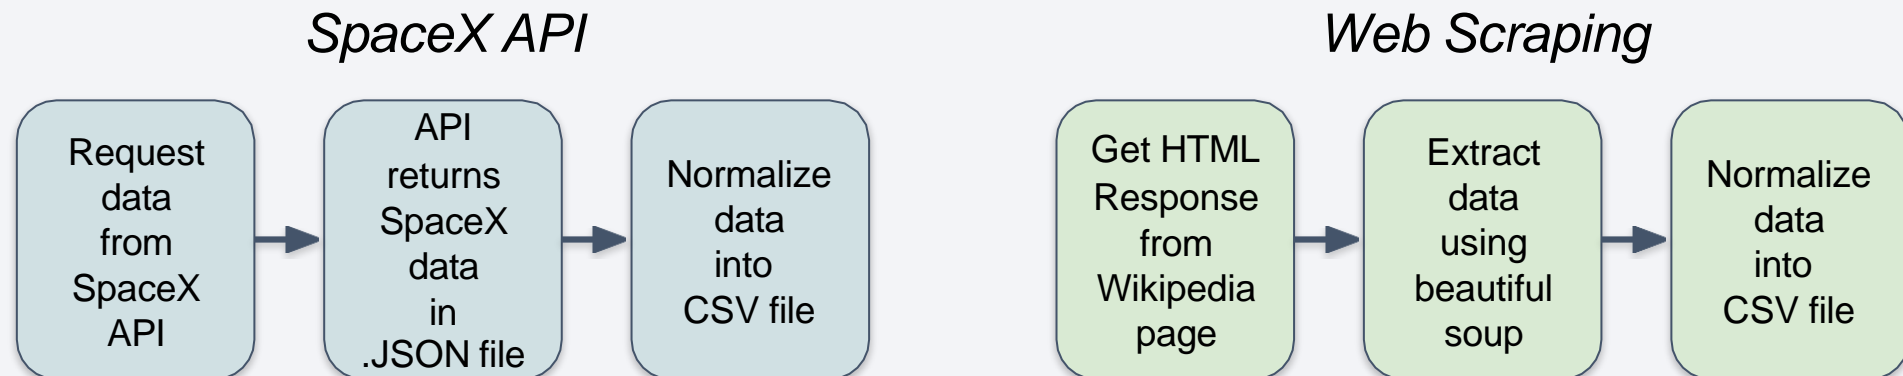 SpaceX API
Request
data
from
SpaceX
API
API
returns
SpaceX
data
in
.JSON file
Normalize
data
into
CSV file
Web Scraping
Get HTML
Response
from
Wikipedia
page
Extract
data
using
beautiful
soup
Normalize
data
into
CSV file